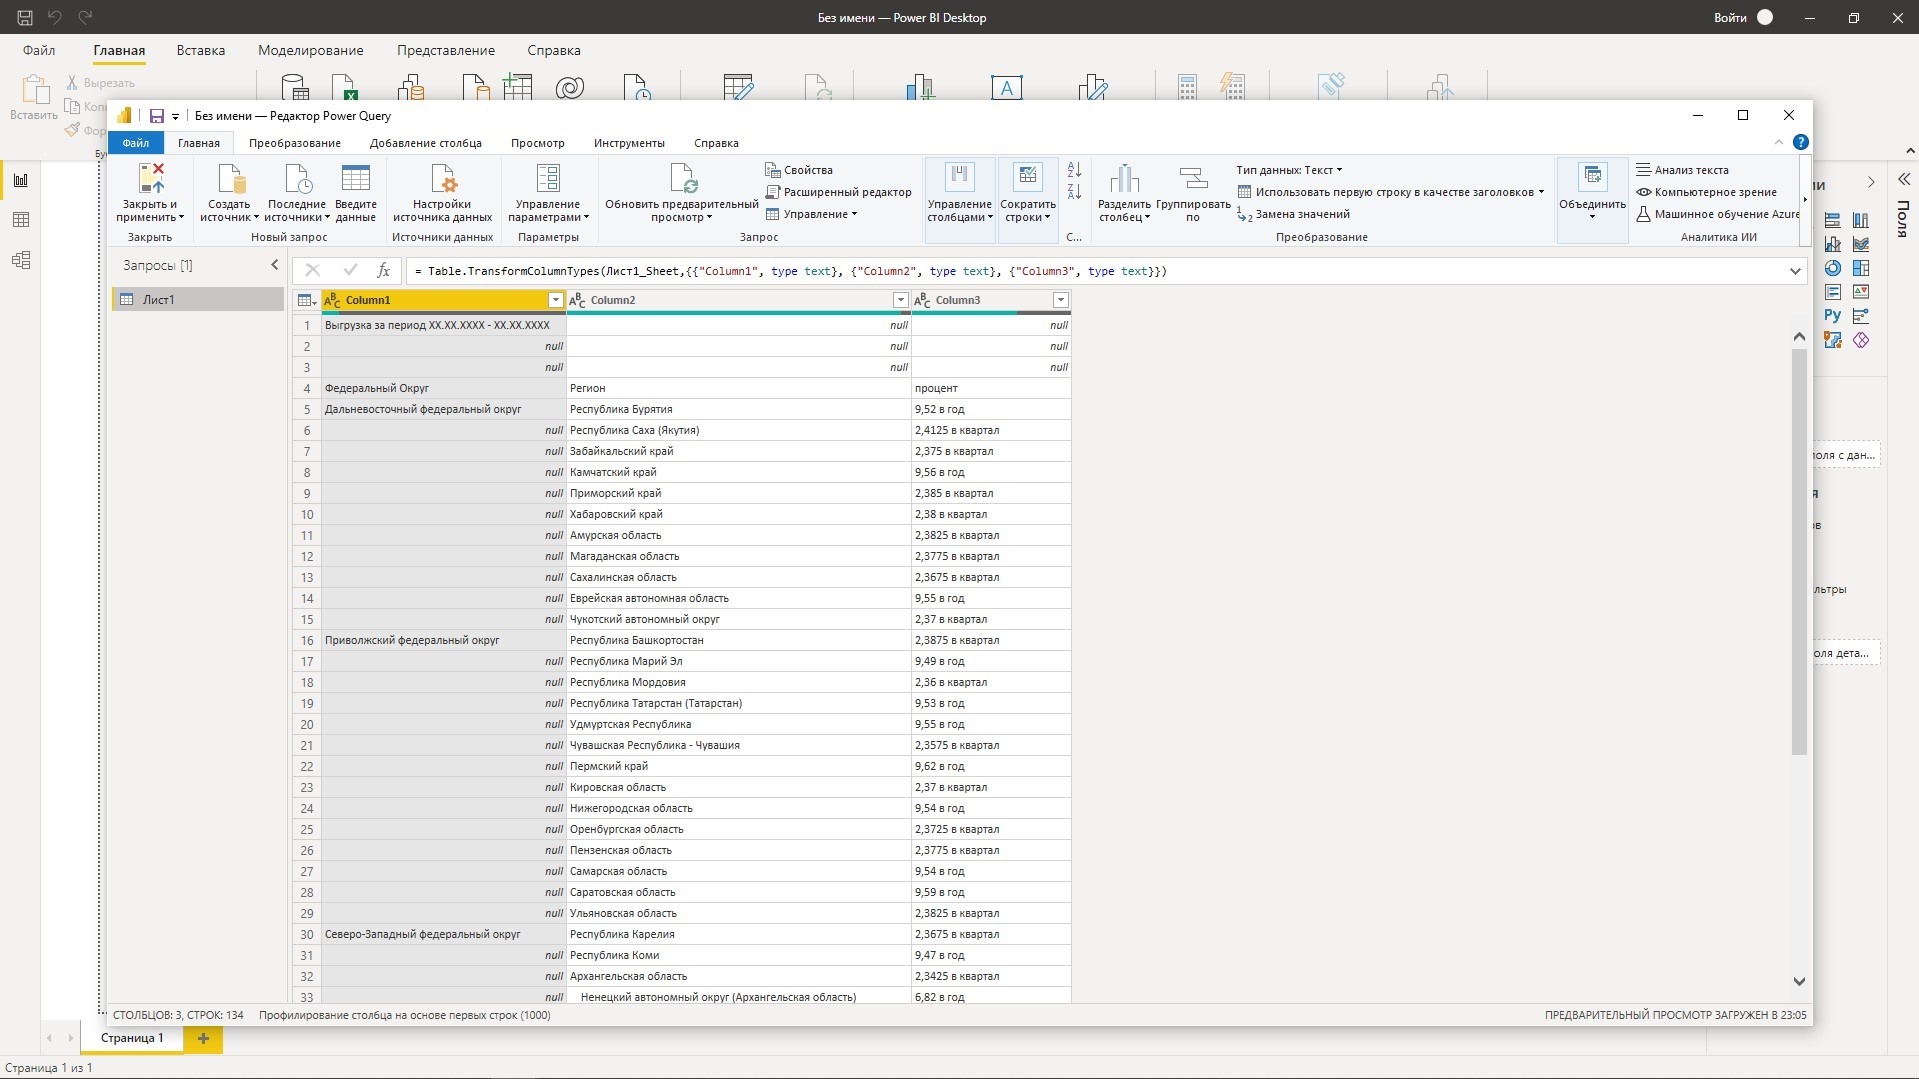 Без имени — Power BI Desktop
Войти
Файл
Главная
Вставка
Моделирование
Представление
Справка
Вставить
Вырезать
Без имени — Редактор Power Query
Файл
Главная
Преобразование
Добавление столбца
Просмотр
Инструменты
Справка
Закрыть и применить
Закрыть
Создать источник
Последние источники
Введите данные
Новый запрос
Настройки источника данных
Источники данных
Управление параметрами
Параметры
Обновить предварительный просмотр
Свойства
Расширенный редактор
Управление
Запрос
Управление столбцами
Сократить строки
С...
Разделить столбец
Группировать по
Тип данных: Текст
Использовать первую строку в качестве заголовков
Замена значений
Преобразование
Объединить
Анализ текста
Компьютерное зрение
Машинное обучение Azure
Аналитика ИИ
Поля
Запросы [1]
Лист1
fx
= Table.TransformColumnTypes(Лист1_Sheet,{{"Column1", type text}, {"Column2", type text}, {"Column3", type text}})
Column1 Column2 Column3
1 Выгрузка за период XX.XX.XXXX - XX.XX.XXXX null null
2 null null null
3 null null null
4 Федеральный Округ Регион процент
5 Дальневосточный федеральный округ Республика Бурятия 9,52 в год
6 null Республика Саха (Якутия) 2,4125 в квартал
7 null Забайкальский край 2,375 в квартал
8 null Камчатский край 9,56 в год
9 null Приморский край 2,385 в квартал
10 null Хабаровский край 2,38 в квартал
11 null Амурская область 2,3825 в квартал
12 null Магаданская область 2,3775 в квартал
13 null Сахалинская область 2,3675 в квартал
14 null Еврейская автономная область 9,55 в год
15 null Чукотский автономный округ 2,37 в квартал
16 Приволжский федеральный округ Республика Башкортостан 2,3875 в квартал
17 null Республика Марий Эл 9,49 в год
18 null Республика Мордовия 2,36 в квартал
19 null Республика Татарстан (Татарстан) 9,53 в год
20 null Удмуртская Республика 9,55 в год
21 null Чувашская Республика - Чувашия 2,3575 в квартал
22 null Пермский край 9,62 в год
23 null Кировская область 2,37 в квартал
24 null Нижегородская область 9,54 в год
25 null Оренбургская область 2,3725 в квартал
26 null Пензенская область 2,3775 в квартал
27 null Самарская область 9,54 в год
28 null Саратовская область 9,59 в год
29 null Ульяновская область 2,3825 в квартал
30 Северо-Западный федеральный округ Республика Карелия 2,3675 в квартал
31 null Республика Коми 9,47 в год
32 null Архангельская область 2,3425 в квартал
33 null Ненецкий автономный округ (Архангельская область) 6,82 в год
Py
СТОЛБЦОВ: 3, СТРОК: 134
Профилирование столбца на основе первых строк (1000)
ПРЕДВАРИТЕЛЬНЫЙ ПРОСМОТР ЗАГРУЖЕН В 23:05
Страница 1
Страница 1 из 1